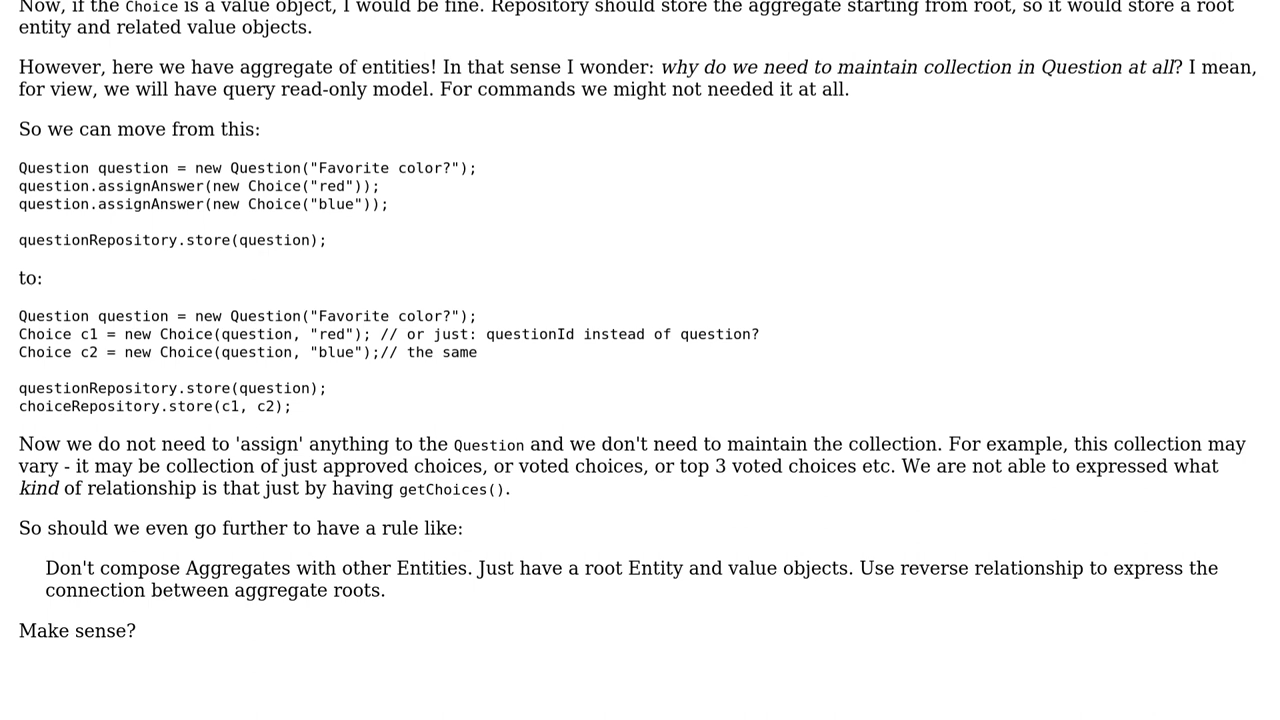 Now, if the Choice is a value object, I would be fine. Repository should store the aggregate starting from root, so it would store a root
entity and related value objects.
However, here we have aggregate of entities! In that sense I wonder: why do we need to maintain collection in Question at all? I mean,
for view, we will have query read-only model. For commands we might not needed it at all.
So we can move from this:
Question question = new Question("Favorite color?");
question.assignAnswer(new Choice("red"));
question.assignAnswer(new Choice("blue"));
questionRepository.store(question);
to:
Question question = new Question("Favorite color?");
Choice c1 = new Choice(question, "red"); // or just: questionId instead of question?
Choice c2 = new Choice(question, "blue");// the same
questionRepository.store(question);
choiceRepository.store(c1, c2);
Now we do not need to 'assign' anything to the Question and we don't need to maintain the collection. For example, this collection may
vary - it may be collection of just approved choices, or voted choices, or top 3 voted choices etc. We are not able to expressed what
kind of relationship is that just by having getChoices().
So should we even go further to have a rule like:
Don't compose Aggregates with other Entities. Just have a root Entity and value objects. Use reverse relationship to express the
connection between aggregate roots.
Make sense?